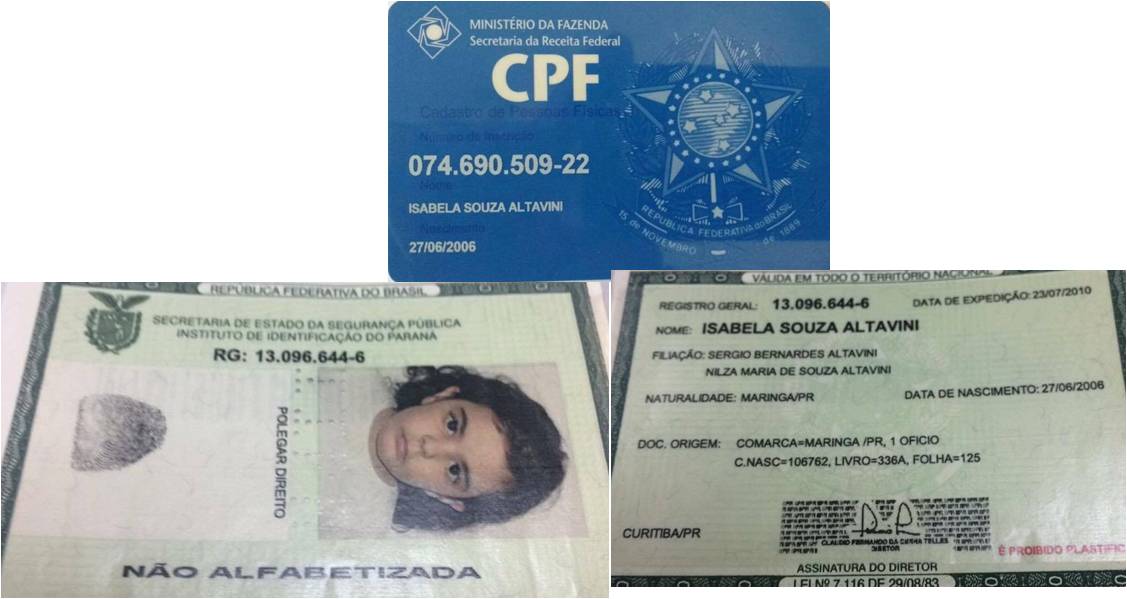 MINISTÉRIO DA FAZENDA
Secretaria da Receita Federal
CPF
Cadastro de Pessoas Físicas
Número de Inscrição
074.690.509-22
Nome
ISABELA SOUZA ALTAVINI
Nascimento
27/06/2006
REPÚBLICA FEDERATIVA do BRASIL
15 de NOVEMBRO de 1889
REPÚBLICA FEDERATIVA DO BRASIL
SECRETARIA DE ESTADO DA SEGURANÇA PÚBLICA
INSTITUTO DE IDENTIFICAÇÃO DO PARANÁ
RG: 13.096.644-6
POLEGAR DIREITO
NÃO ALFABETIZADA
VÁLIDA EM TODO O TERRITÓRIO NACIONAL
REGISTRO GERAL: 13.096.644-6 DATA DE EXPEDIÇÃO: 23/07/2010
NOME: ISABELA SOUZA ALTAVINI
FILIAÇÃO: SERGIO BERNARDES ALTAVINI
NILZA MARIA DE SOUZA ALTAVINI
NATURALIDADE: MARINGA/PR DATA DE NASCIMENTO: 27/06/2006
DOC. ORIGEM: COMARCA=MARINGA /PR, 1 OFICIO
C.NASC=106762, LIVRO=336A, FOLHA=125
CURITIBA/PR
CLAUDIO FERNANDO DA CUNHA TELLES
DIRETOR
É PROIBIDO PLASTIFIC
ASSINATURA DO DIRETOR
LEI Nº 7.116 DE 29/08/83